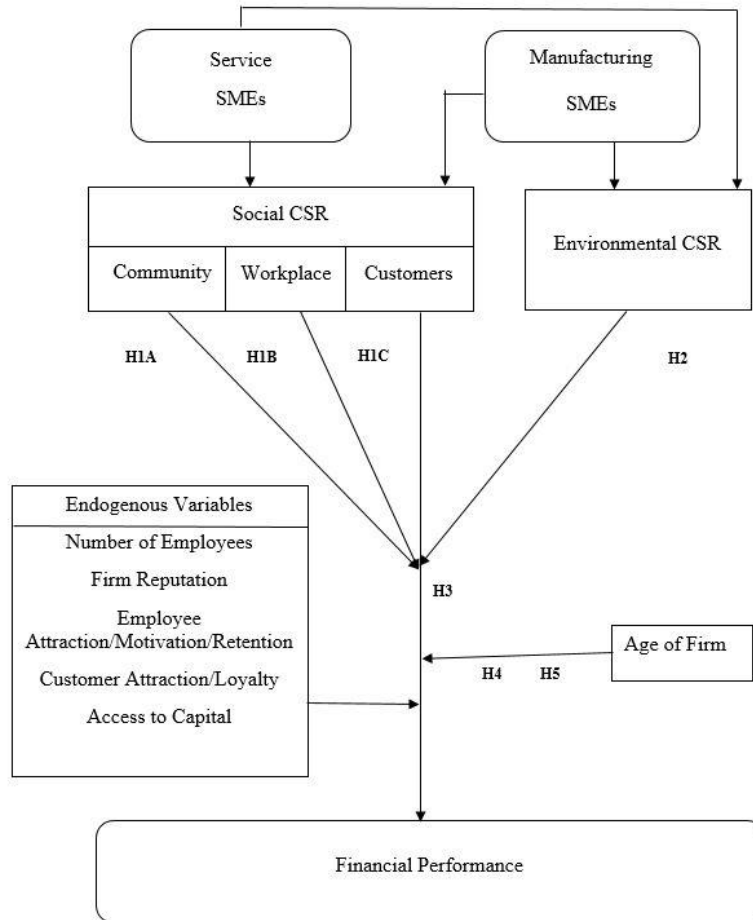 Service
SMEs
Manufacturing
SMEs
Social CSR
Community
Workplace
Customers
Environmental CSR
H1A
H1B
H1C
H2
Endogenous Variables
Number of Employees
Firm Reputation
Employee
Attraction/Motivation/Retention
Customer Attraction/Loyalty
Access to Capital
H3
Age of Firm
H4
H5
Financial Performance